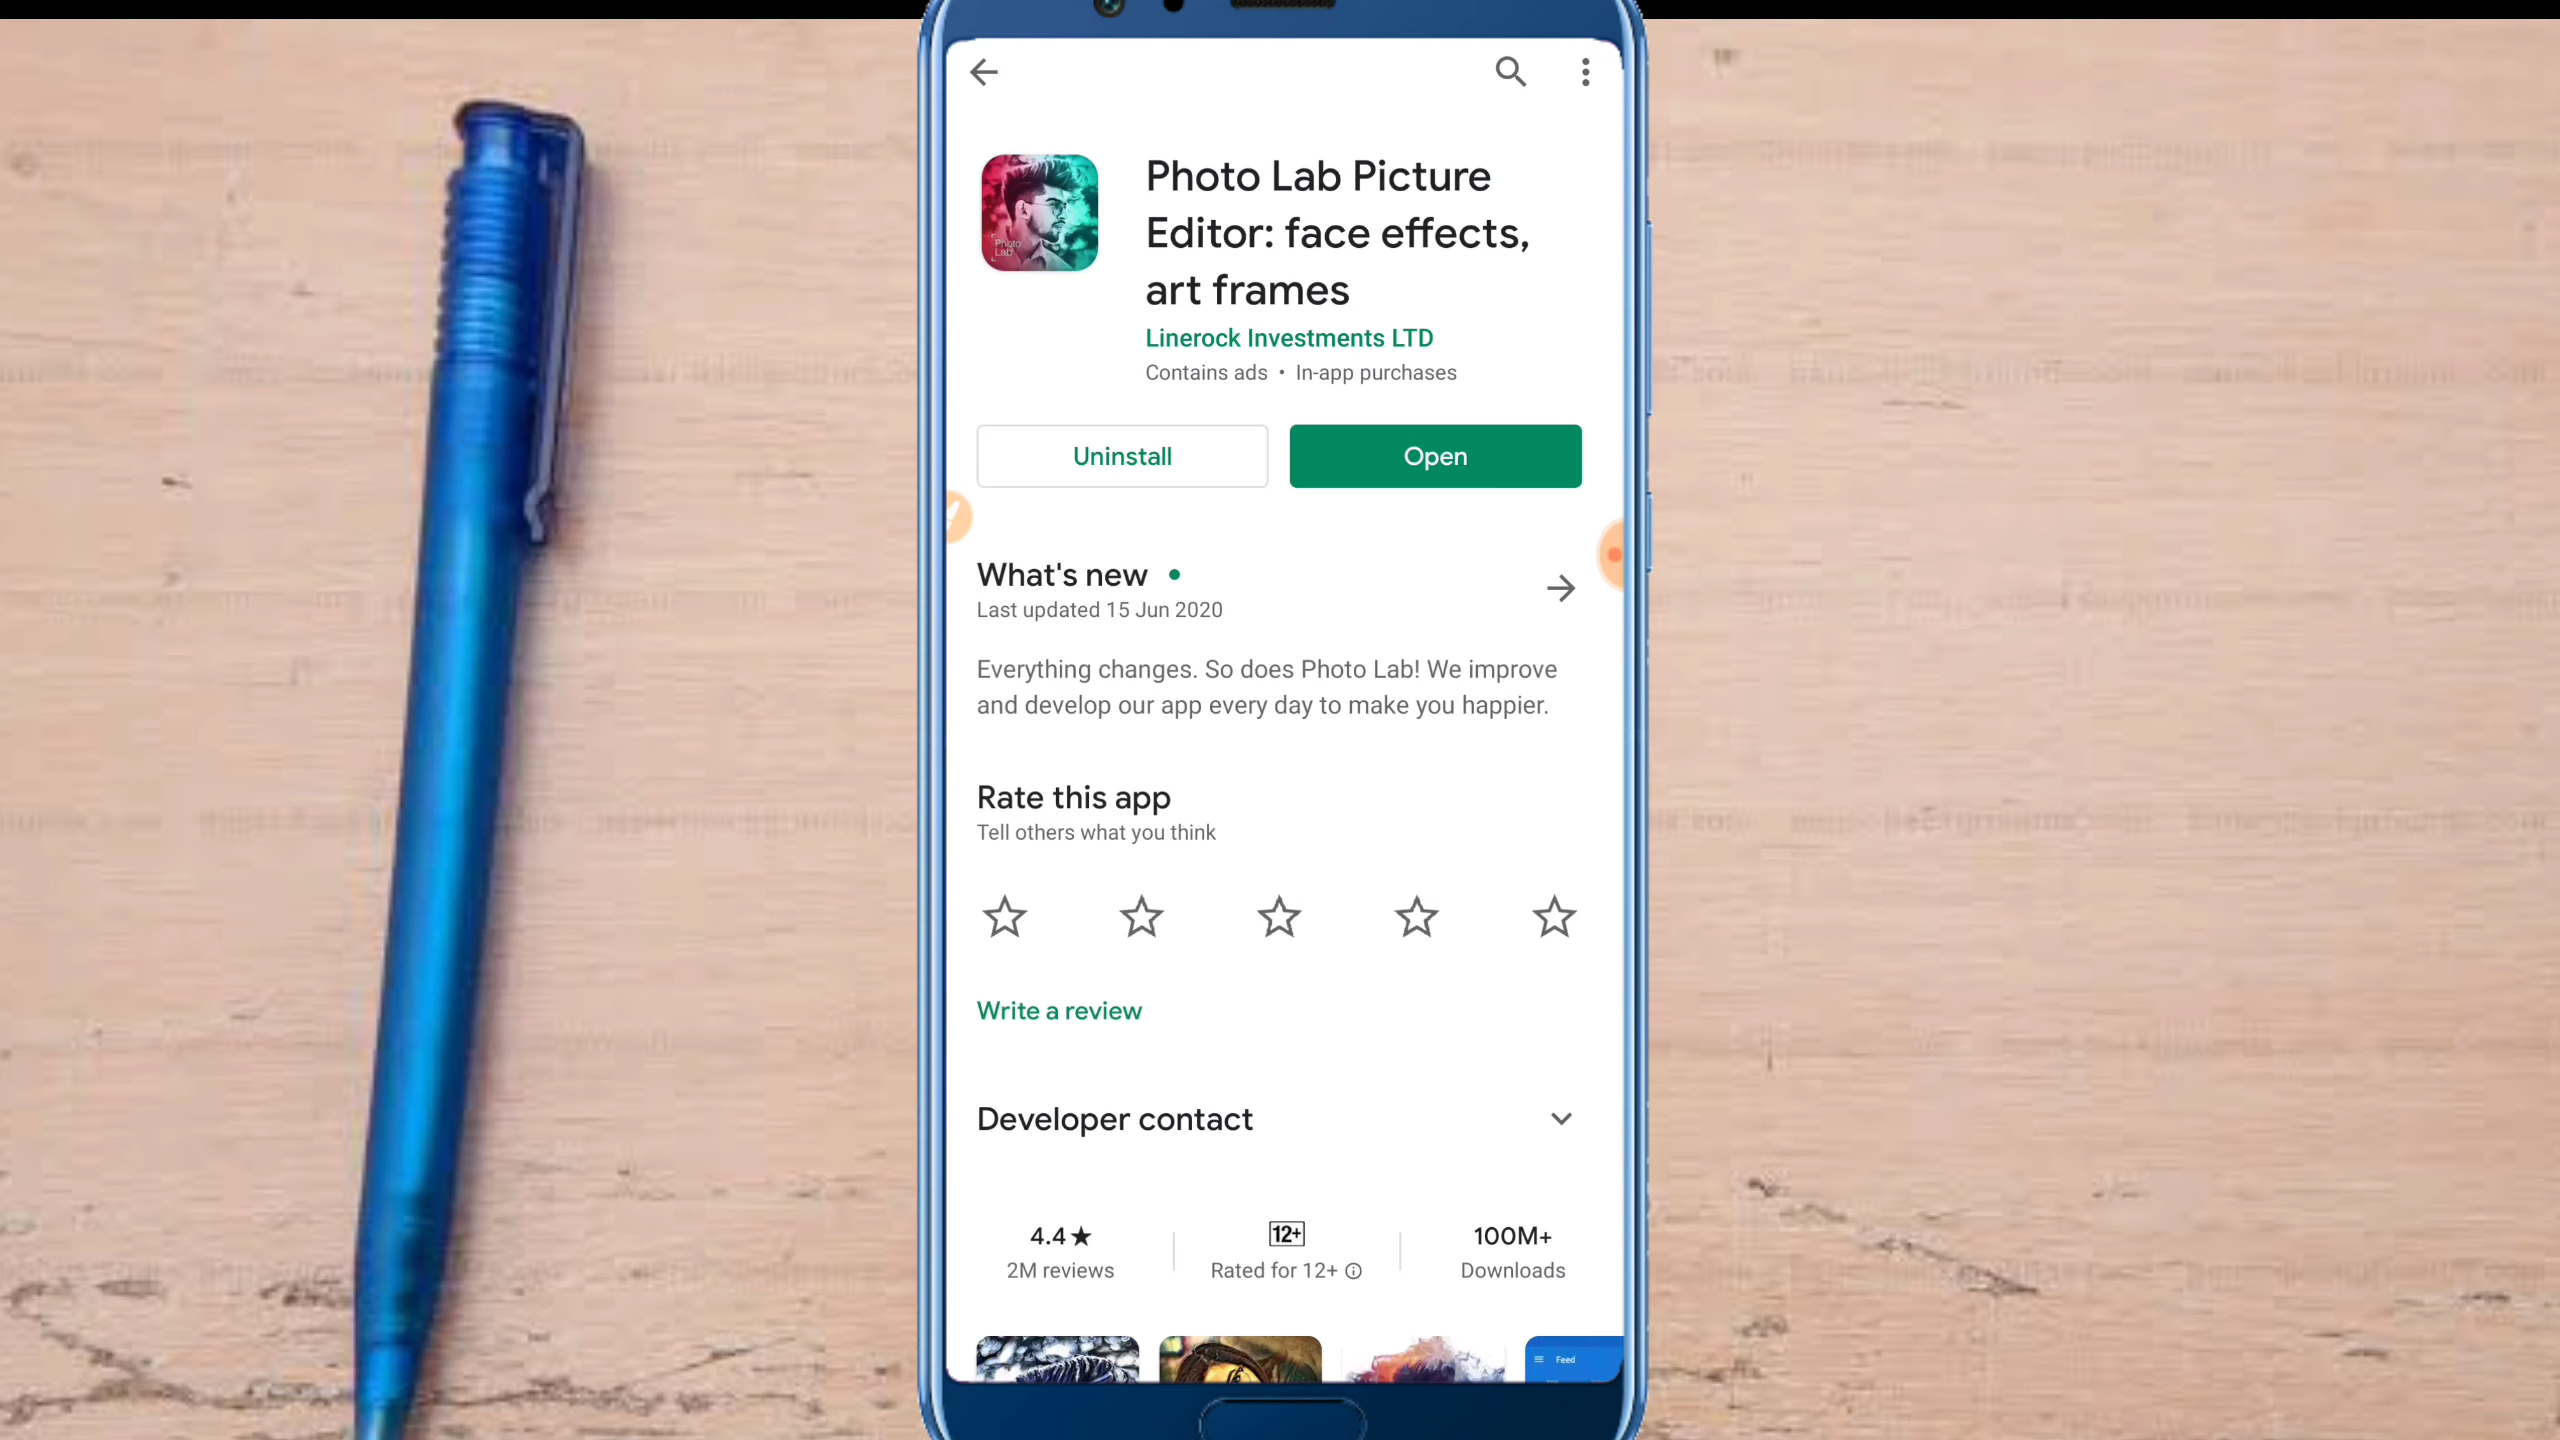 Photo Lab Picture
Editor: face effects,
art frames
Photo
Lab
Linerock Investments LTD
Contains ads • In-app purchases
Uninstall
Open
What's new
Last updated 15 Jun 2020
Everything changes. So does Photo Lab! We improve
and develop our app every day to make you happier.
Rate this app
Tell others what you think
Write a review
Developer contact
4.4★
2M reviews
12+
Rated for 12+
100M+
Downloads
Feed